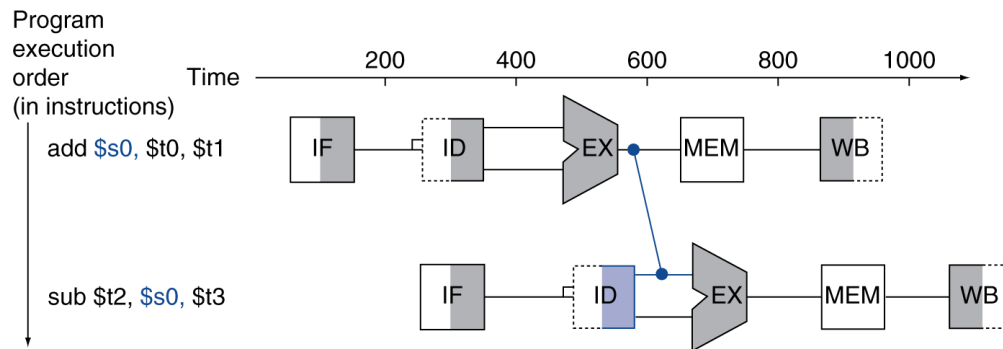 Program
execution
order
(in instructions)
Time
200 400 600 800 1000
add $s0, $t0, $t1
IF ID EX MEM WB
sub $t2, $s0, $t3
IF ID EX MEM WB